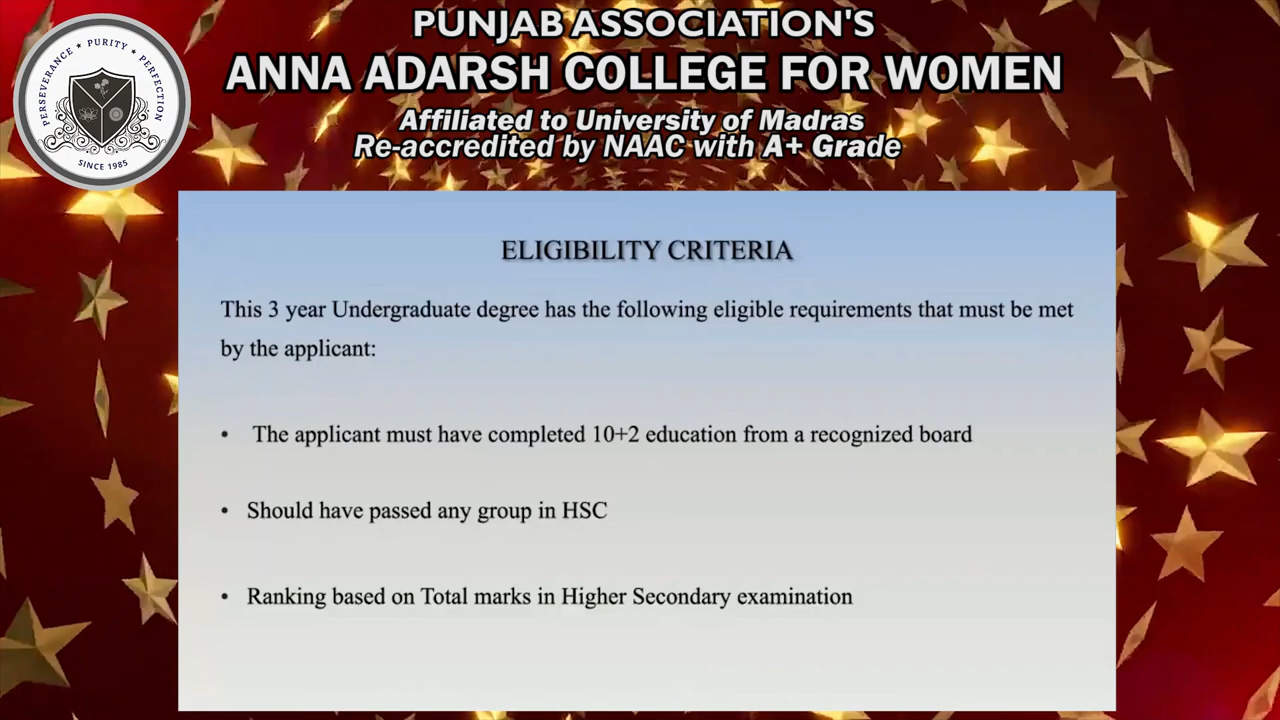 PUNJAB ASSOCIATION'S
ANNA ADARSH COLLEGE FOR WOMEN
Affiliated to University of Madras
Re-accredited by NAAC with A+ Grade
PERSEVERANCE ★ PURITY ★ PERFECTION
SINCE 1985
ELIGIBILITY CRITERIA
This 3 year Undergraduate degree has the following eligible requirements that must be met
by the applicant:
• The applicant must have completed 10+2 education from a recognized board
• Should have passed any group in HSC
• Ranking based on Total marks in Higher Secondary examination